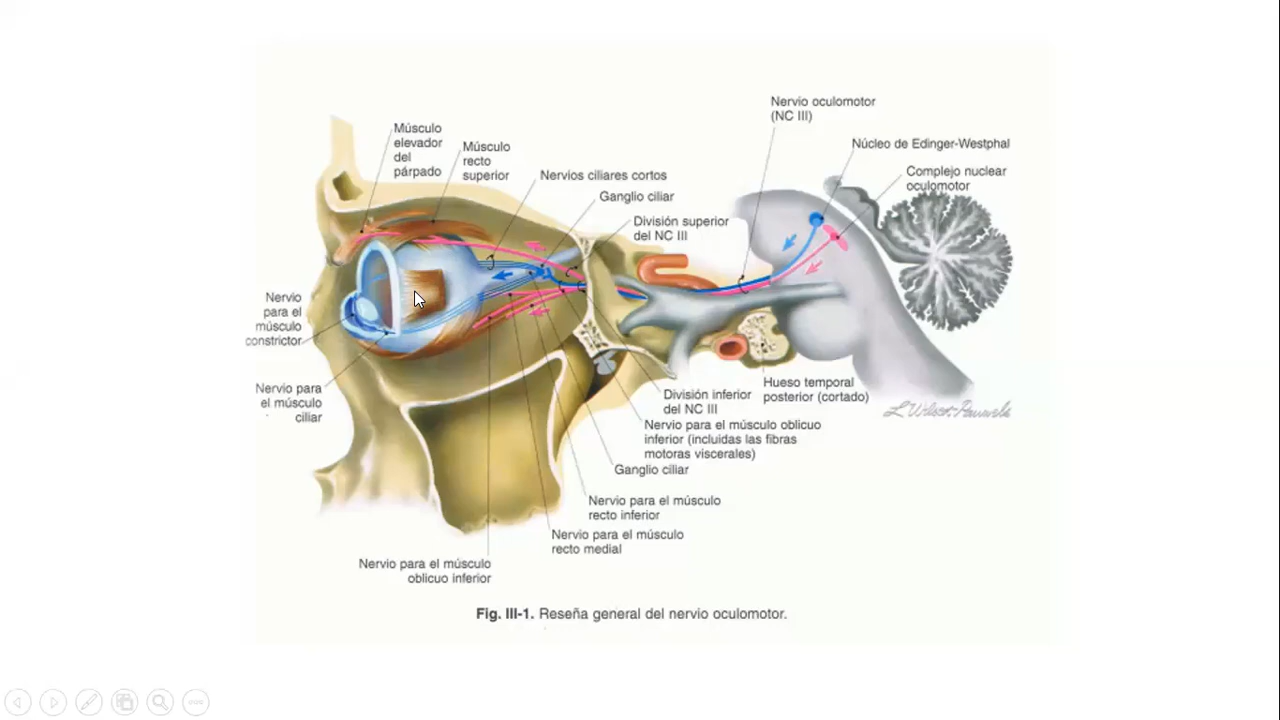 Nervio oculomotor
(NC III)
Músculo
elevador
del
párpado
Músculo
recto
superior
Núcleo de Edinger-Westphal
Nervios ciliares cortos
Complejo nuclear
oculomotor
Ganglio ciliar
División superior
del NC III
Nervio
para el
músculo
constrictor
Nervio para
el músculo
ciliar
Hueso temporal
posterior (cortado)
División inferior
del NC III
Nervio para el músculo oblicuo
inferior (incluidas las fibras
motoras viscerales)
Ganglio ciliar
Nervio para el músculo
recto inferior
Nervio para el músculo
recto medial
Nervio para el músculo
oblicuo inferior
Fig. III-1. Reseña general del nervio oculomotor.